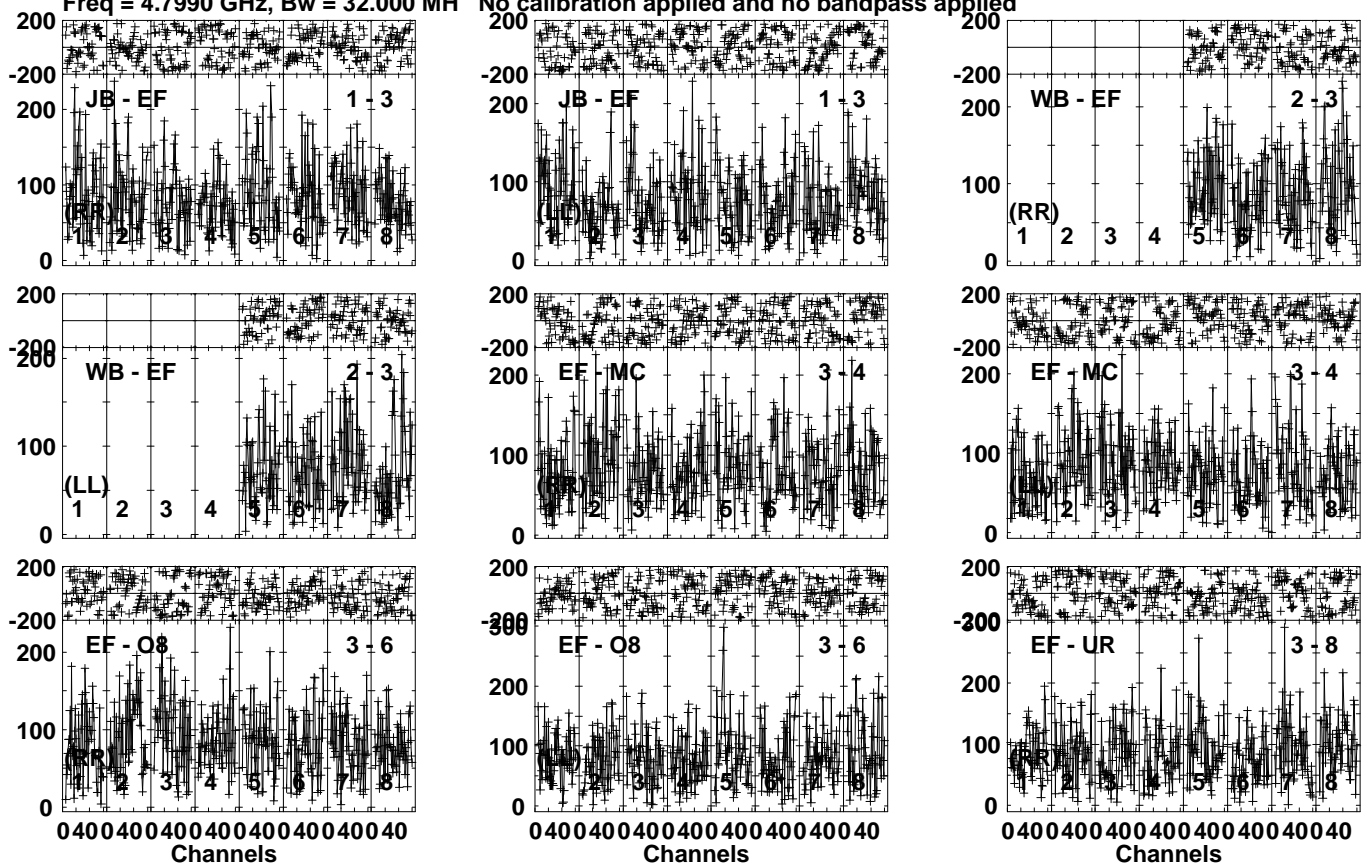 Freq = 4.7990 GHz, Bw = 32.000 MH No calibration applied and no bandpass applied
200 200 200
-200 -200 -200
200 JB - EF 1 - 3 200 JB - EF 1 - 3 200 WB - EF 2 - 3
100 100 100
(RR) (LL) (RR)
1 2 3 4 5 6 7 8 1 2 3 4 5 6 7 8 1 2 3 4 5 6 7 8
0 0 0
200 200 200
-200 -200 -200
200 WB - EF 2 - 3 200 EF - MC 3 - 4 200 EF - MC 3 - 4
100 100 100
(LL) (RR) (LL)
1 2 3 4 5 6 7 8 1 2 3 4 5 6 7 8 1 2 3 4 5 6 7 8
0 0 0
200 200 200
-200 -200 -200
300 300
200 EF - O8 3 - 6 200 EF - O8 3 - 6 200 EF - UR 3 - 8
100 100 100
(RR) (LL) (RR)
1 2 3 4 5 6 7 8 1 2 3 4 5 6 7 8 1 2 3 4 5 6 7 8
0 0 0
0 40 0 40 0 40 0 40 0 40 0 40 0 40 0 40 0 40 0 40 0 40 0 40 0 40 0 40 0 40 0 40 0 40 0 40 0 40 0 40 0 40 0 40 0 40 0 40
Channels Channels Channels